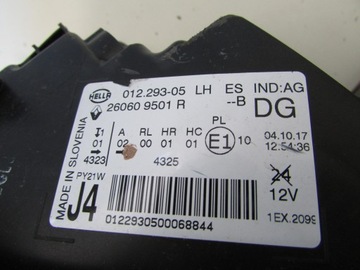 HELLA 012.293-05 LH ES IND:AG
26060 9501 R --B DG
PL
1 A RL HR HC E1 10 04.10.17
01 02 00 01 01 12:54:36
4323 4325
MADE IN SLOVENIA
PY21W 24
J4 12V
0122930500068844 1EX.2099